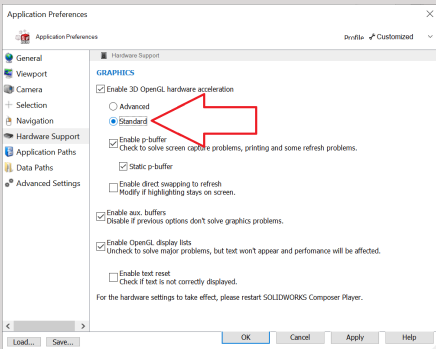 Application Preferences
Application Preferences
Profile
Customized
General
Viewport
Camera
Selection
Navigation
Hardware Support
Application Paths
Data Paths
Advanced Settings
Hardware Support
GRAPHICS
Enable 3D OpenGL hardware acceleration
Advanced
Standard
Enable p-buffer
Check to solve screen capture problems, printing and some refresh problems.
Static p-buffer
Enable direct swapping to refresh
Modify if highlighting stays on screen.
Enable aux. buffers
Disable if previous options don't solve graphics problems.
Enable OpenGL display lists
Uncheck to solve major problems, but text won't appear and perfomance will be affected.
Enable text reset
Check if text is not correctly displayed.
For the hardware settings to take effect, please restart SOLIDWORKS Composer Player.
Load...
Save...
OK
Cancel
Apply
Help